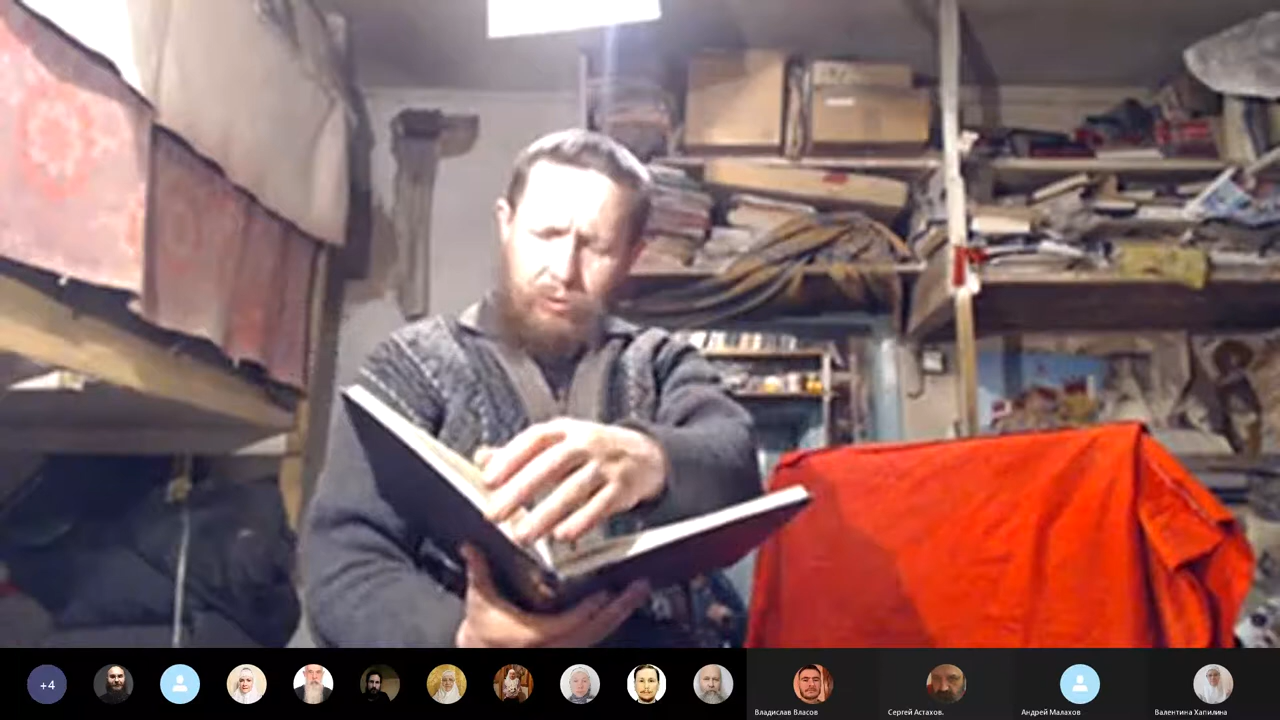 +4
Владислав Власов
Сергей Астахов.
Андрей Малахов
Валентина Хапилина